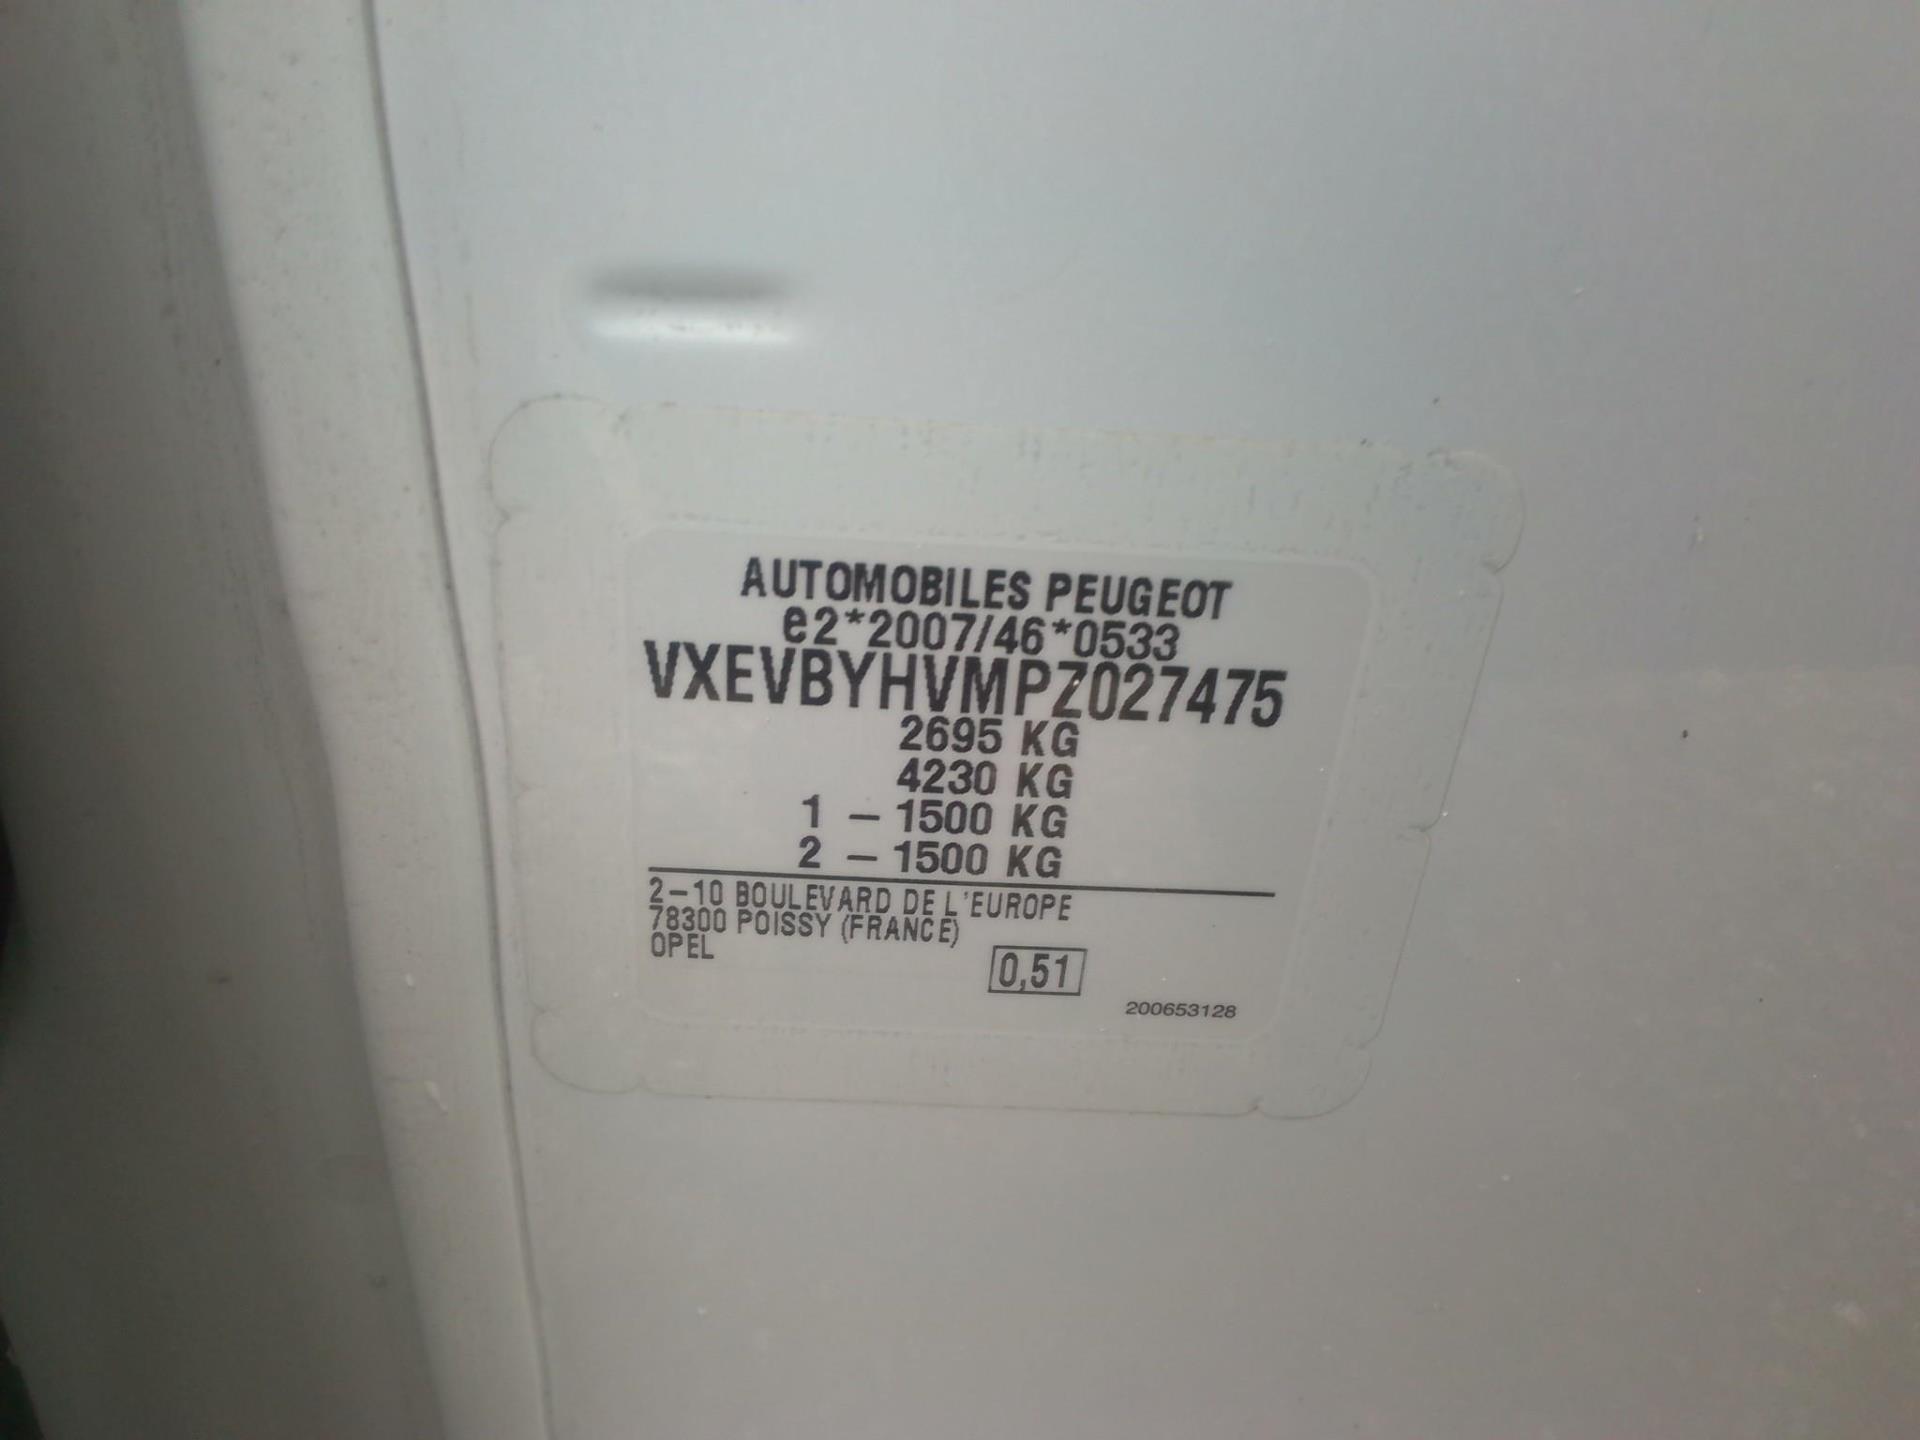 AUTOMOBILES PEUGEOT
e2*2007/46*0533
VXEVBYHVMPZ027475
2695 KG
4230 KG
1 – 1500 KG
2 – 1500 KG
2–10 BOULEVARD DE L'EUROPE
78300 POISSY (FRANCE)
OPEL
0,51
200653128